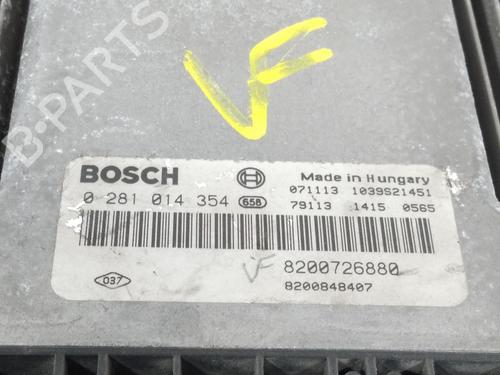 B-PARTS
VF
BOSCH
Made in Hungary
0 281 014 354 658
071113 1039S21451
79113 1415 0565
VF 8200726880
037
8200848407